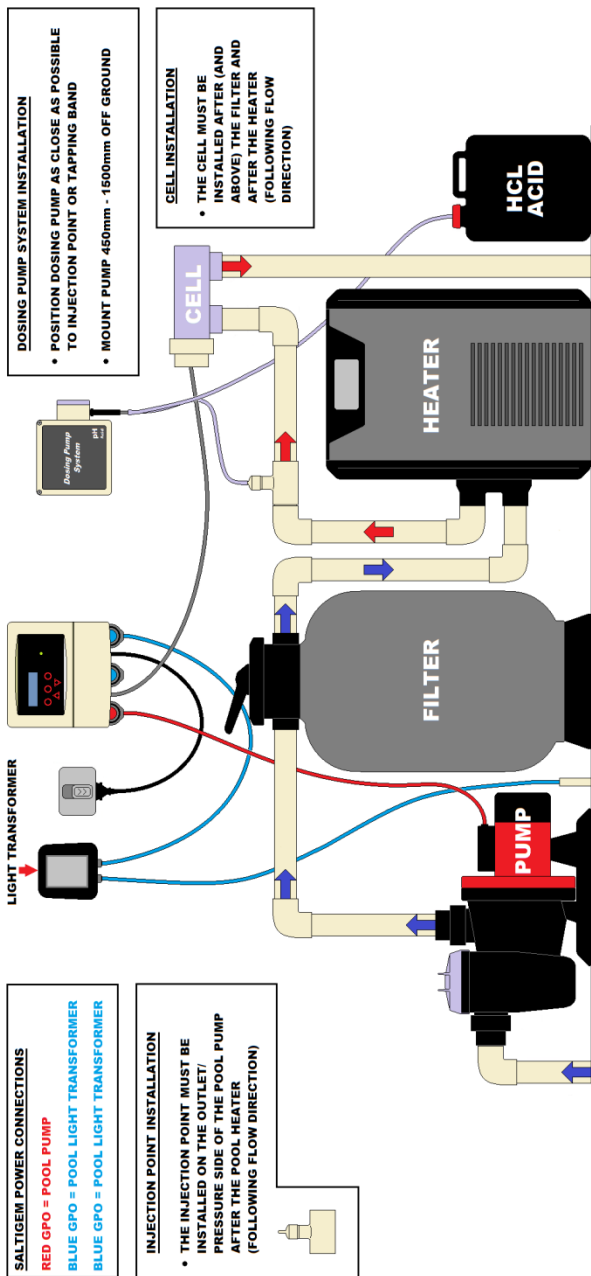 SALTIGEM POWER CONNECTIONS
RED GPO = POOL PUMP
BLUE GPO = POOL LIGHT TRANSFORMER
BLUE GPO = POOL LIGHT TRANSFORMER
INJECTION POINT INSTALLATION
• THE INJECTION POINT MUST BE
INSTALLED ON THE OUTLET/
PRESSURE SIDE OF THE POOL PUMP
AFTER THE POOL HEATER
(FOLLOWING FLOW DIRECTION)
LIGHT TRANSFORMER
Dosing Pump
System
pH
DOSING PUMP SYSTEM INSTALLATION
• POSITION DOSING PUMP AS CLOSE AS POSSIBLE
TO INJECTION POINT OR TAPPING BAND
• MOUNT PUMP 450mm - 1500mm OFF GROUND
CELL INSTALLATION
• THE CELL MUST BE
INSTALLED AFTER (AND
ABOVE) THE FILTER AND
AFTER THE HEATER
(FOLLOWING FLOW
DIRECTION)
CELL
PUMP
FILTER
HEATER
HCL
ACID